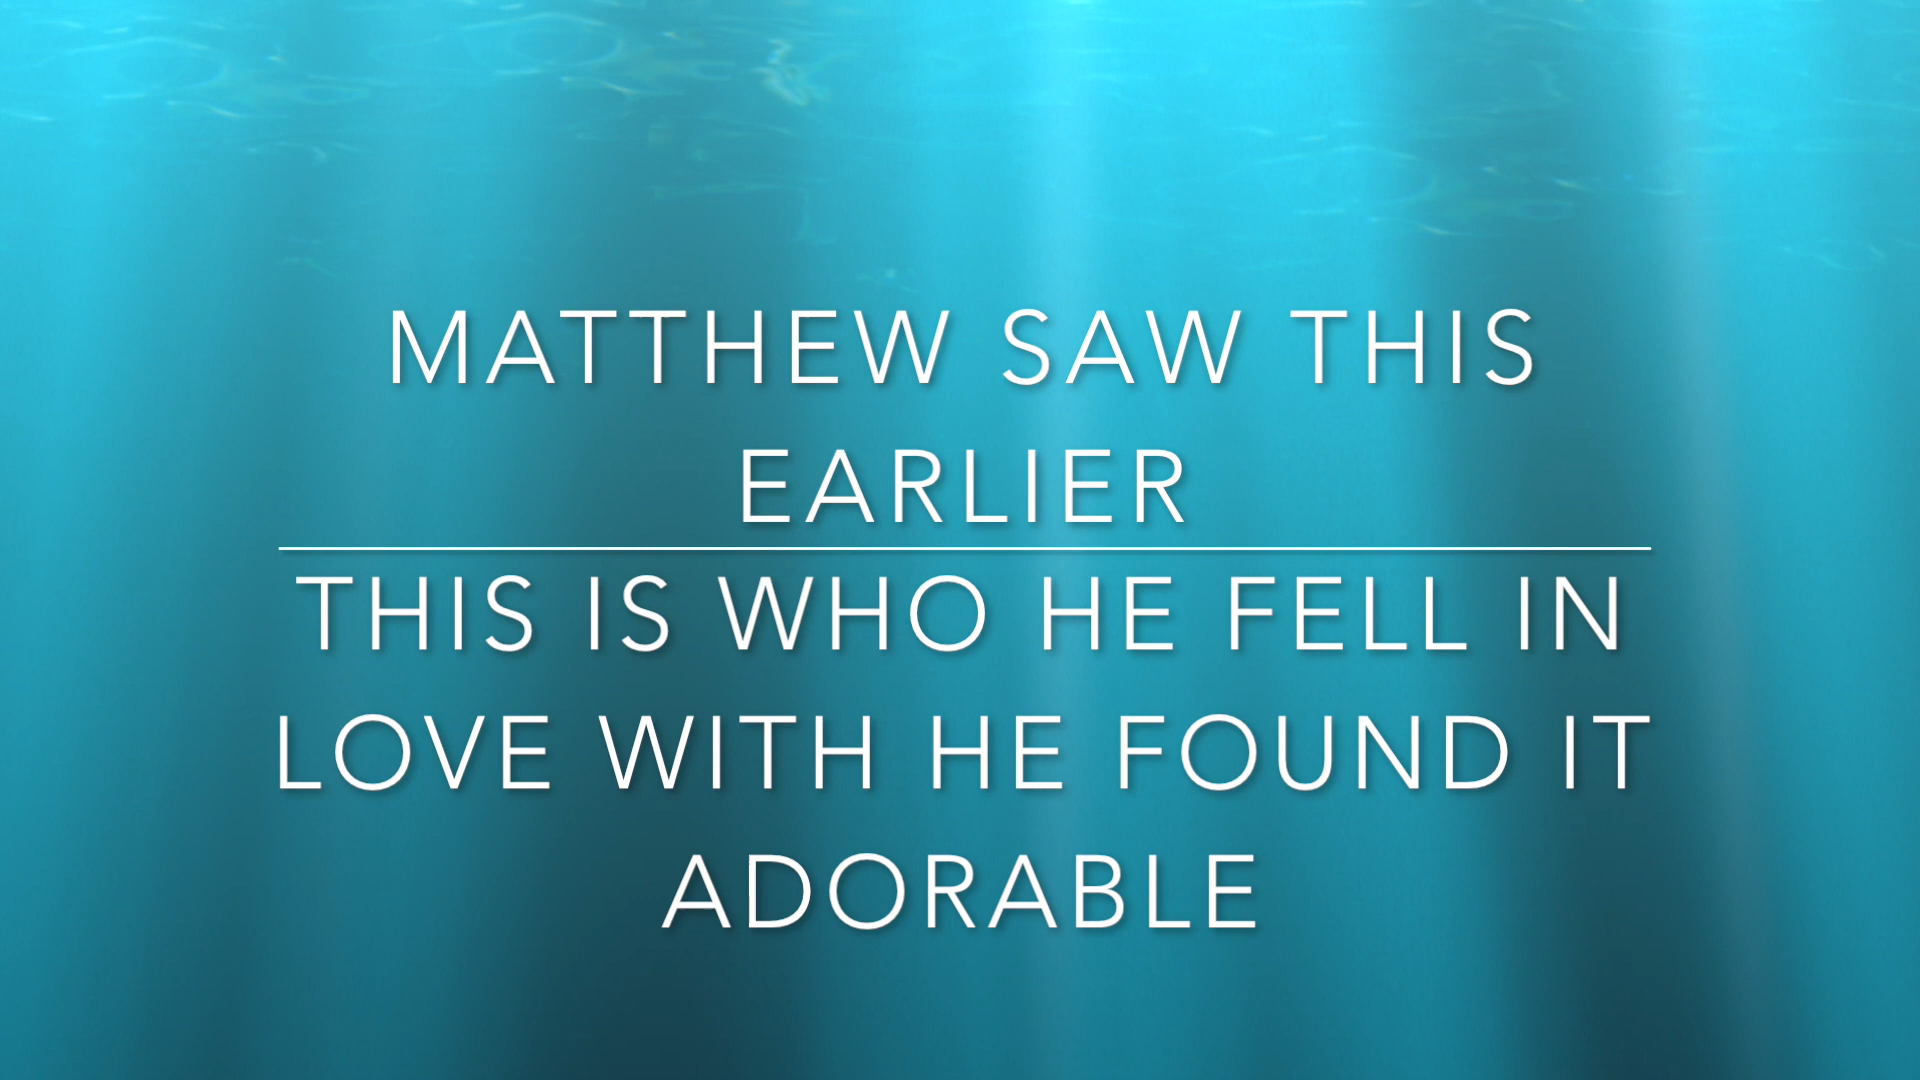 MATTHEW SAW THIS
EARLIER
THIS IS WHO HE FELL IN
LOVE WITH HE FOUND IT
ADORABLE